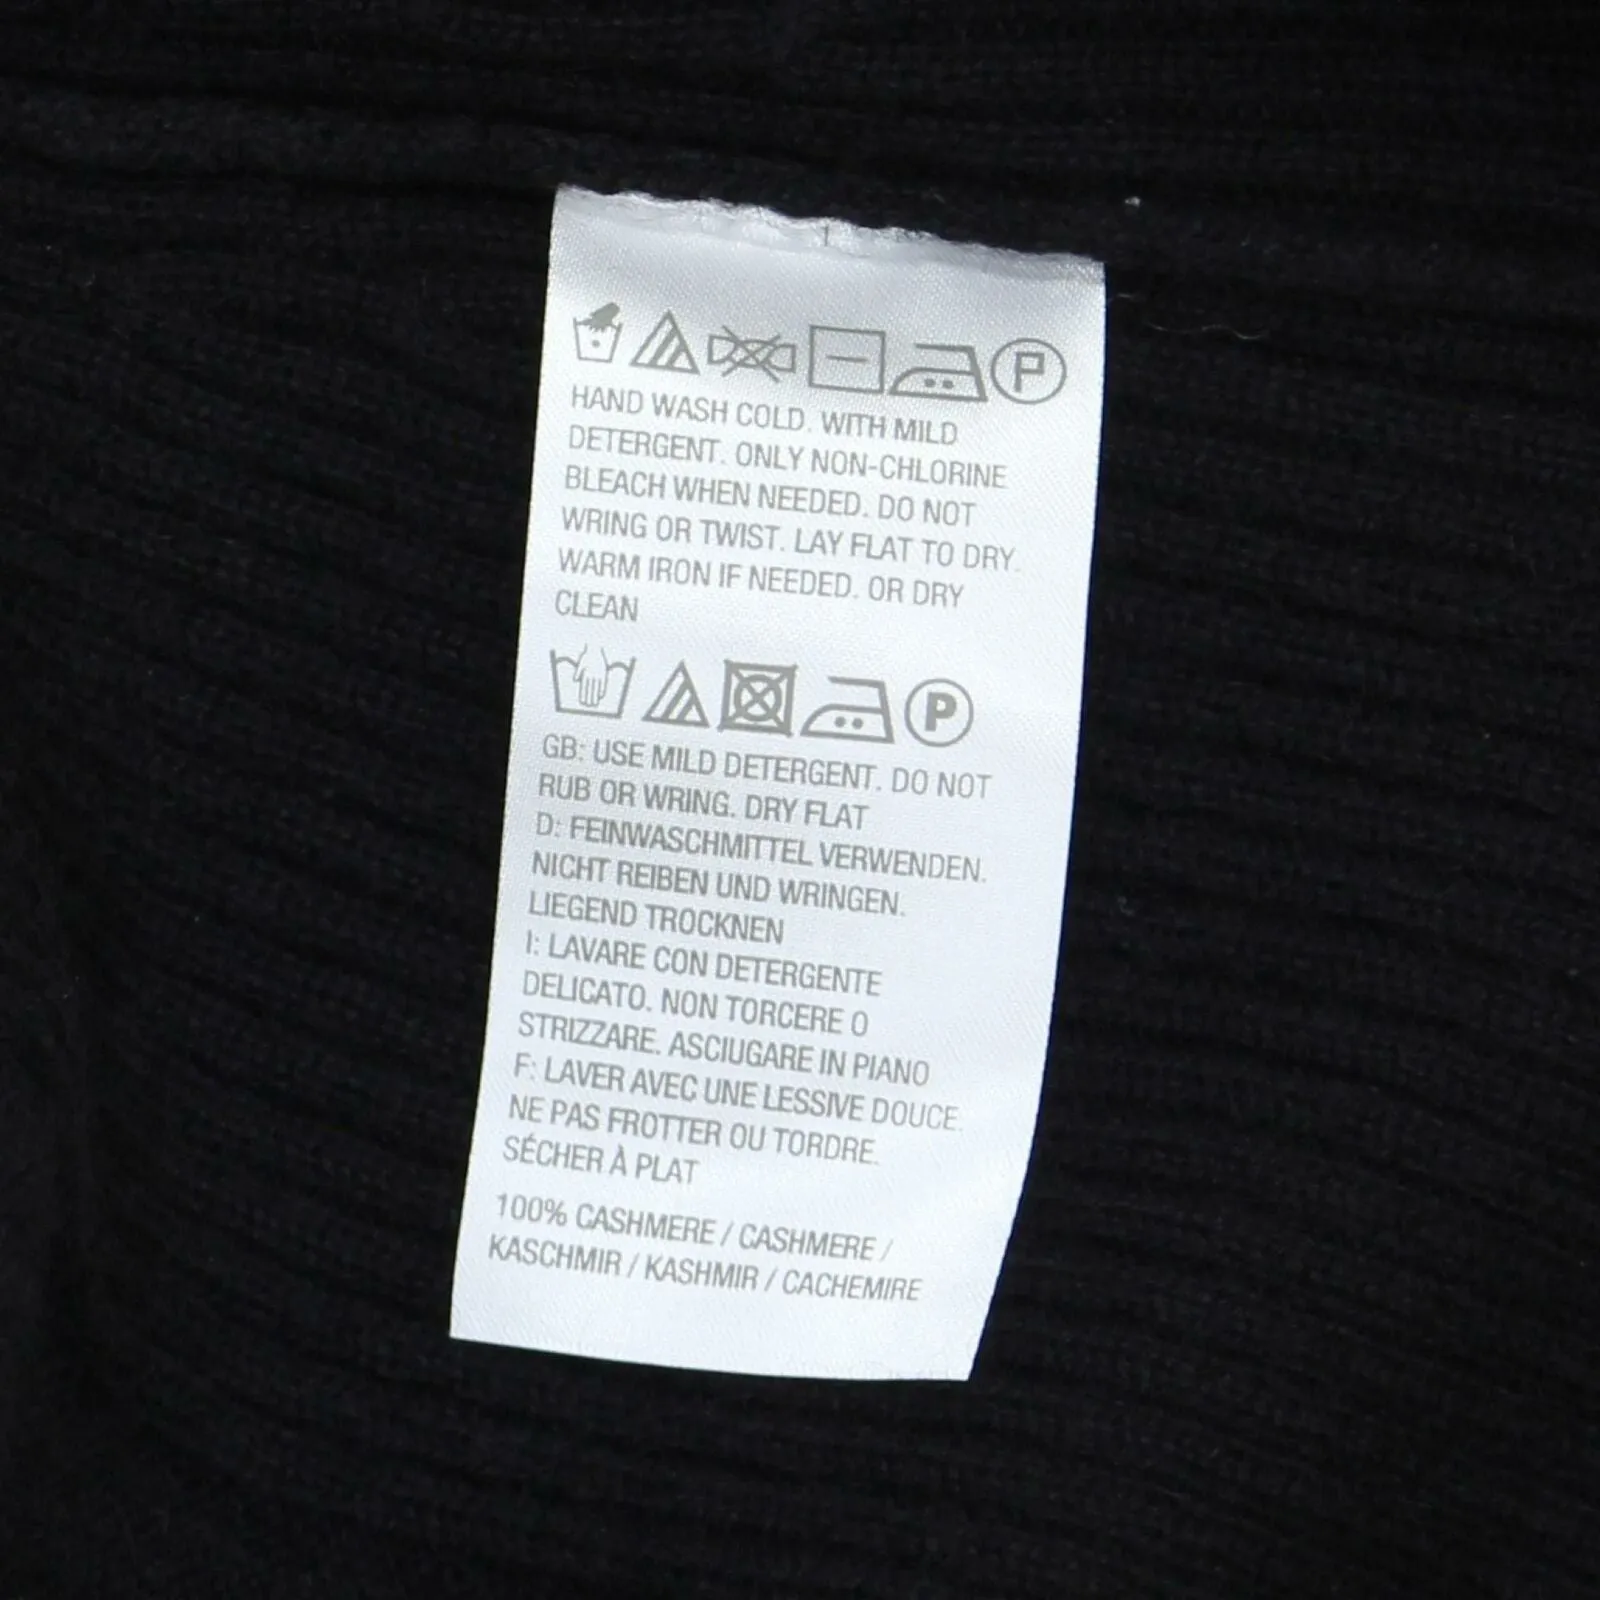 HAND WASH COLD. WITH MILD
DETERGENT. ONLY NON-CHLORINE
BLEACH WHEN NEEDED. DO NOT
WRING OR TWIST. LAY FLAT TO DRY.
WARM IRON IF NEEDED. OR DRY
CLEAN
GB: USE MILD DETERGENT. DO NOT
RUB OR WRING. DRY FLAT
D: FEINWASCHMITTEL VERWENDEN.
NICHT REIBEN UND WRINGEN.
LIEGEND TROCKNEN
I: LAVARE CON DETERGENTE
DELICATO. NON TORCERE O
STRIZZARE. ASCIUGARE IN PIANO
F: LAVER AVEC UNE LESSIVE DOUCE.
NE PAS FROTTER OU TORDRE.
SÉCHER À PLAT
100% CASHMERE / CASHMERE /
KASCHMIR / KASHMIR / CACHEMIRE